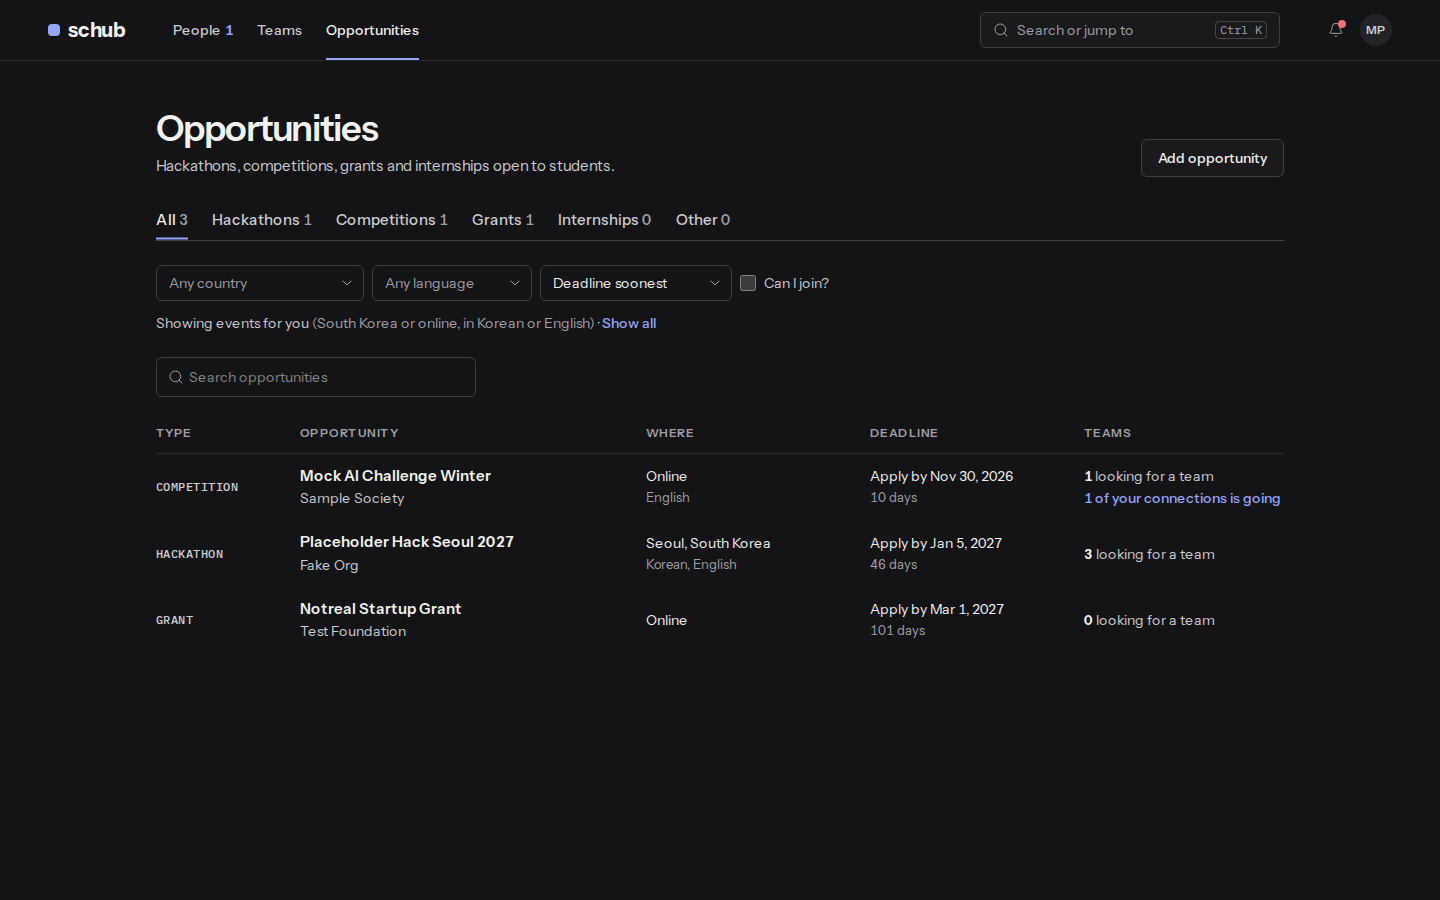 schub
People 1
Teams
Opportunities
Search or jump to
Ctrl K
MP
Opportunities
Hackathons, competitions, grants and internships open to students.
Add opportunity
All 3
Hackathons 1
Competitions 1
Grants 1
Internships 0
Other 0
Any country
Any language
Deadline soonest
Can I join?
Showing events for you (South Korea or online, in Korean or English) · Show all
Search opportunities
TYPE
OPPORTUNITY
WHERE
DEADLINE
TEAMS
COMPETITION
Mock AI Challenge Winter
Sample Society
Online
English
Apply by Nov 30, 2026
10 days
1 looking for a team
1 of your connections is going
HACKATHON
Placeholder Hack Seoul 2027
Fake Org
Seoul, South Korea
Korean, English
Apply by Jan 5, 2027
46 days
3 looking for a team
GRANT
Notreal Startup Grant
Test Foundation
Online
Apply by Mar 1, 2027
101 days
0 looking for a team